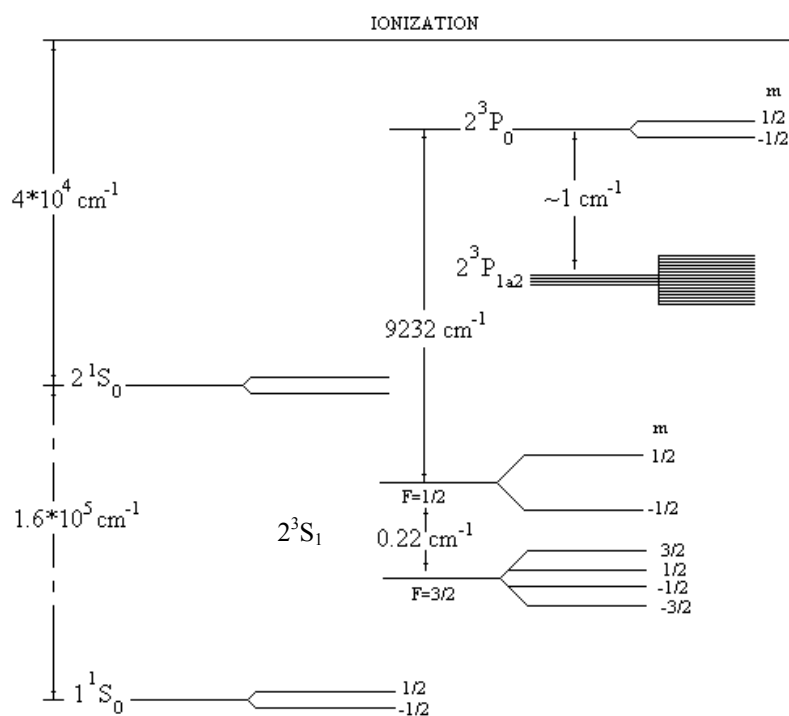 IONIZATION
m
2³P₀
1/2
-1/2
4*10⁴ cm⁻¹
~1 cm⁻¹
2³P₁ₐ₂
9232 cm⁻¹
2¹S₀
m
1/2
F=1/2
-1/2
1.6*10⁵ cm⁻¹
2³S₁
0.22 cm⁻¹
3/2
1/2
-1/2
F=3/2
-3/2
1¹S₀
1/2
-1/2